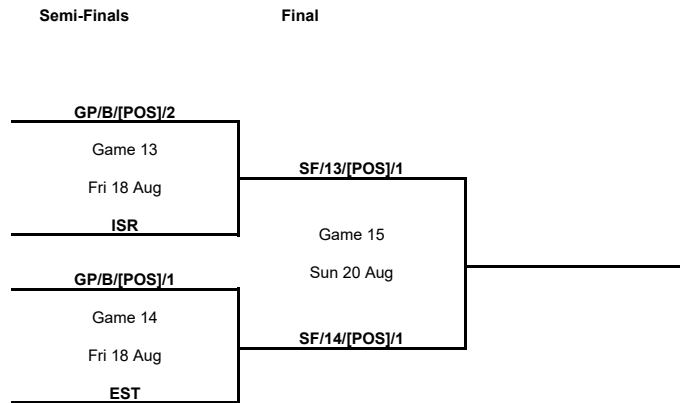 Semi-Finals
Final
GP/B/[POS]/2
Game 13
SF/13/[POS]/1
Fri 18 Aug
ISR
Game 15
GP/B/[POS]/1
Sun 20 Aug
Game 14
SF/14/[POS]/1
Fri 18 Aug
EST